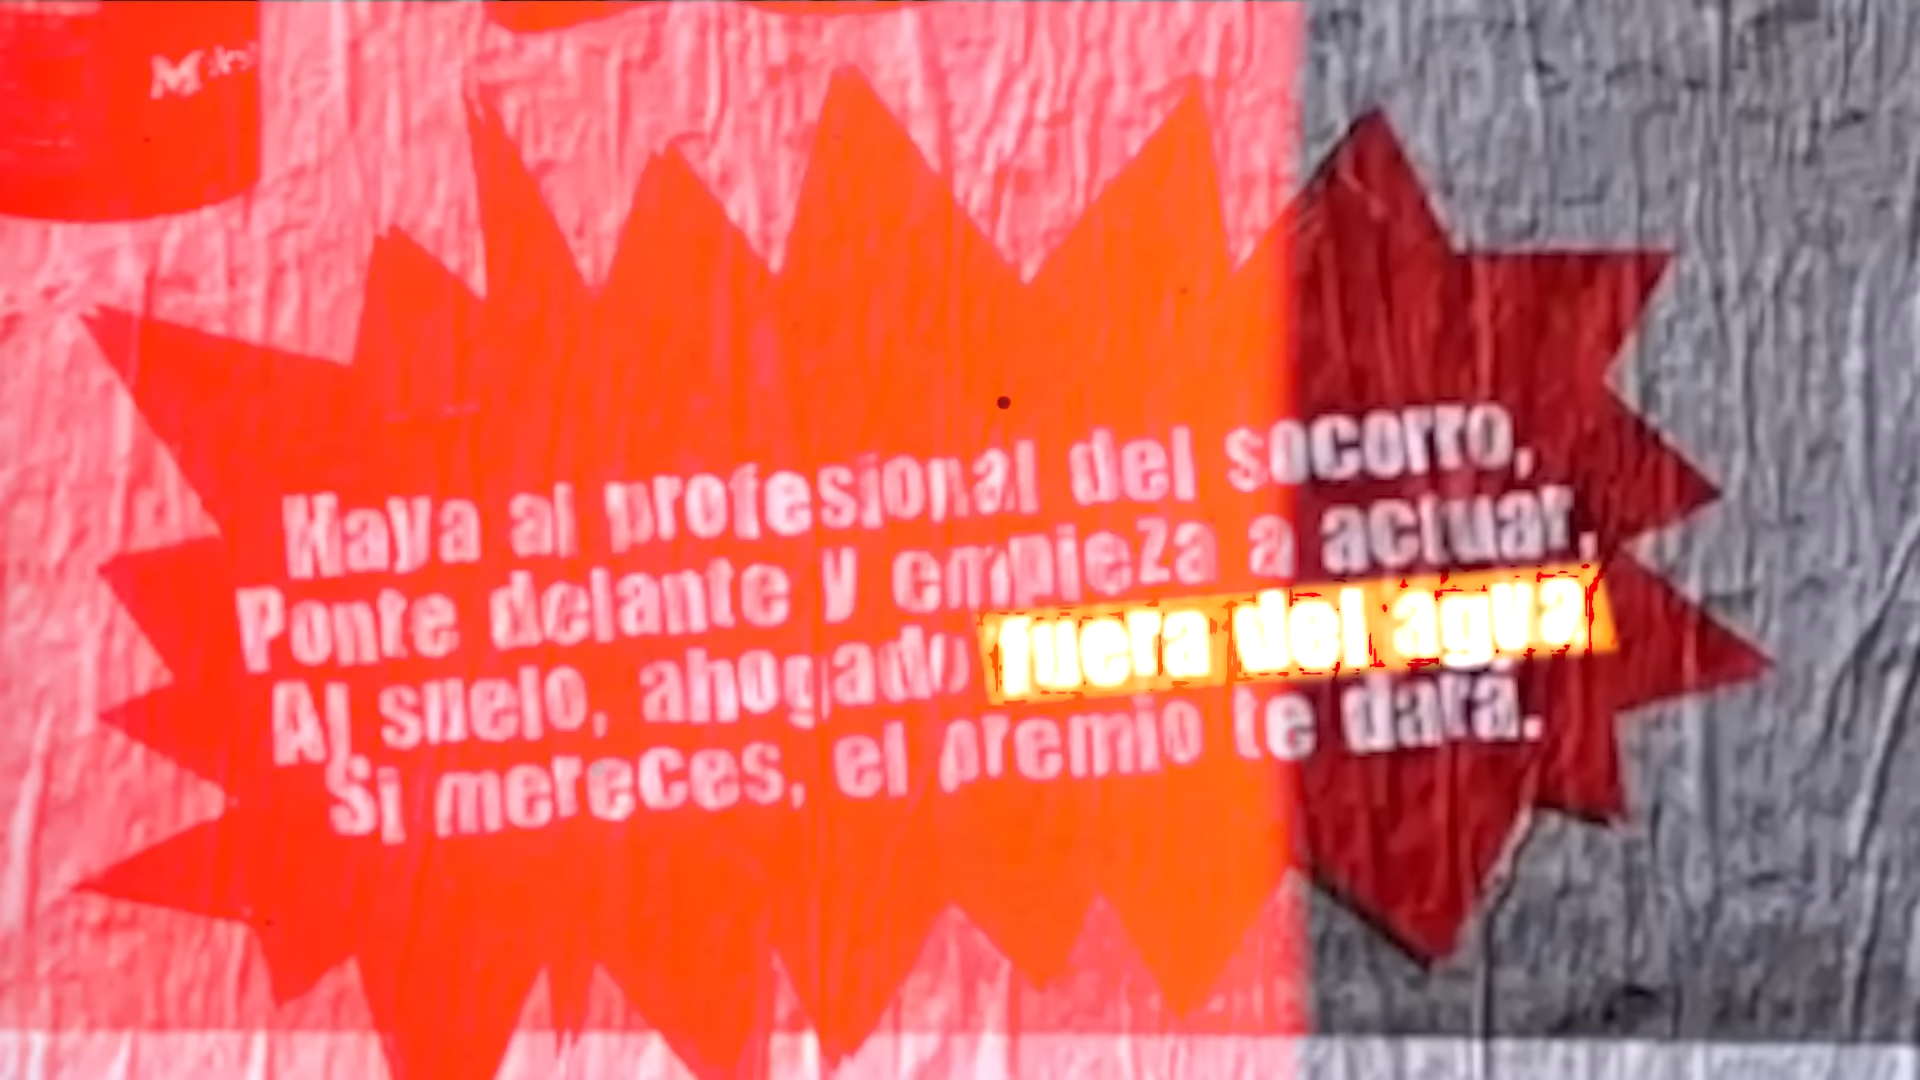 Haya al profesional del socorro,
Ponte delante y empieza a actuar,
Al suelo, ahogado fuera del agua
Si mereces, el premio te dará.